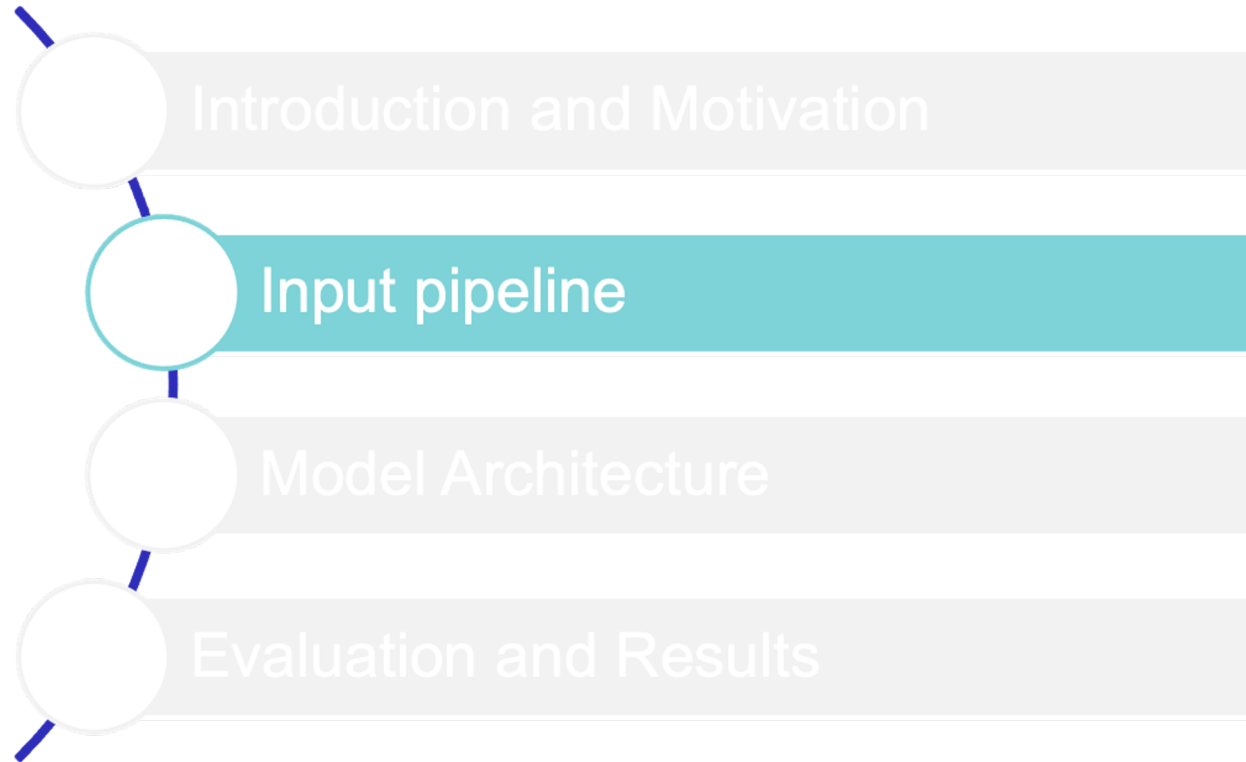 Introduction and Motivation
Input pipeline
Model Architecture
Evaluation and Results